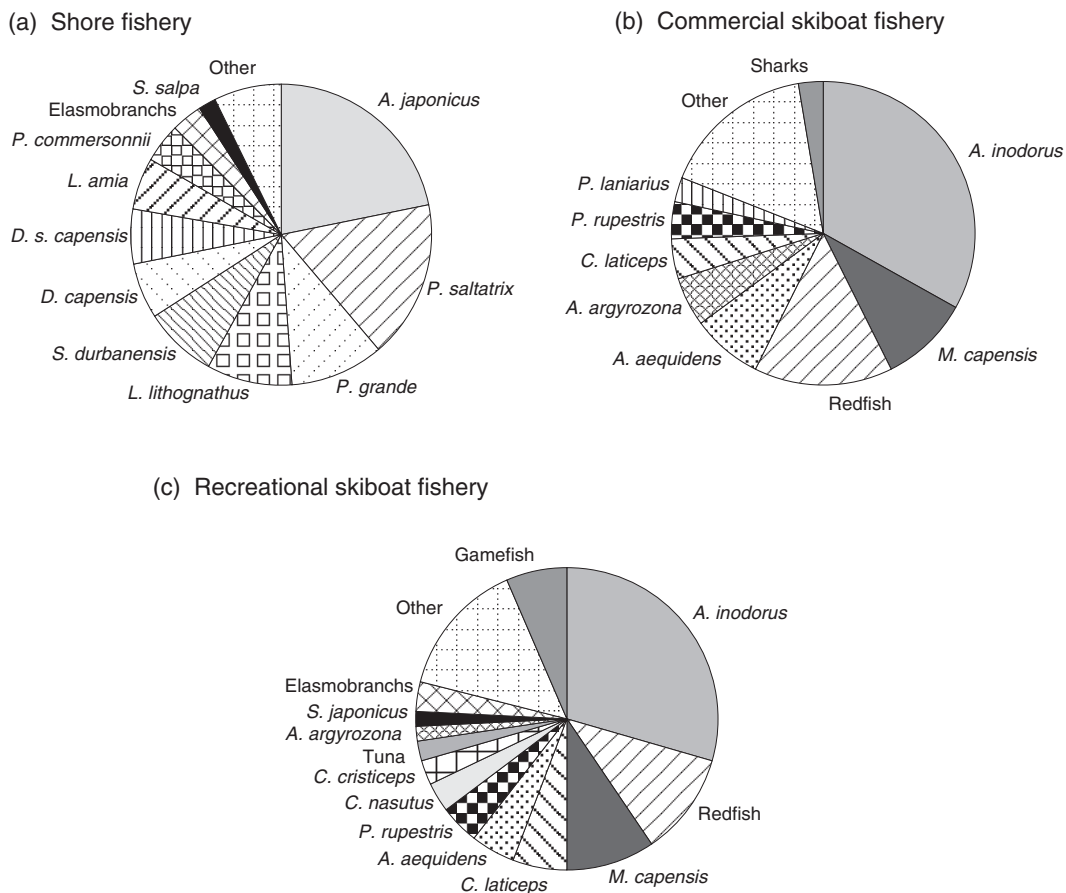 (a) Shore fishery
Other
S. salpa
Elasmobranchs
P. commersonnii
L. amia
D. s. capensis
D. capensis
S. durbanensis
L. lithognathus
P. grande
P. saltatrix
A. japonicus
(b) Commercial skiboat fishery
Sharks
Other
P. laniarius
P. rupestris
C. laticeps
A. argyrozona
A. aequidens
Redfish
M. capensis
A. inodorus
(c) Recreational skiboat fishery
Gamefish
Other
Elasmobranchs
S. japonicus
A. argyrozona
Tuna
C. cristiceps
C. nasutus
P. rupestris
A. aequidens
C. laticeps
M. capensis
Redfish
A. inodorus